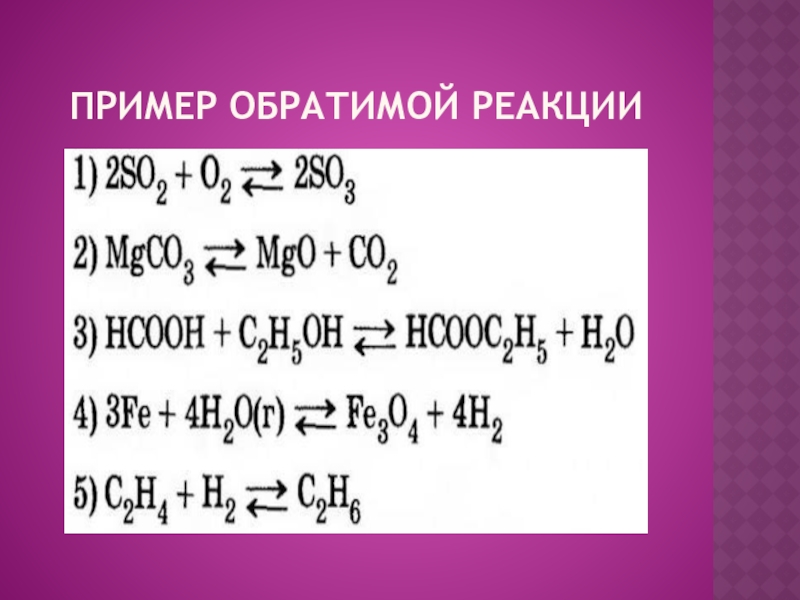 ПРИМЕР ОБРАТИМОЙ РЕАКЦИИ
1) 2SO₂ + O₂ ⇄ 2SO₃
2) MgCO₃ ⇄ MgO + CO₂
3) HCOOH + C₂H₅OH ⇄ HCOOC₂H₅ + H₂O
4) 3Fe + 4H₂O(г) ⇄ Fe₃O₄ + 4H₂
5) C₂H₄ + H₂ ⇄ C₂H₆